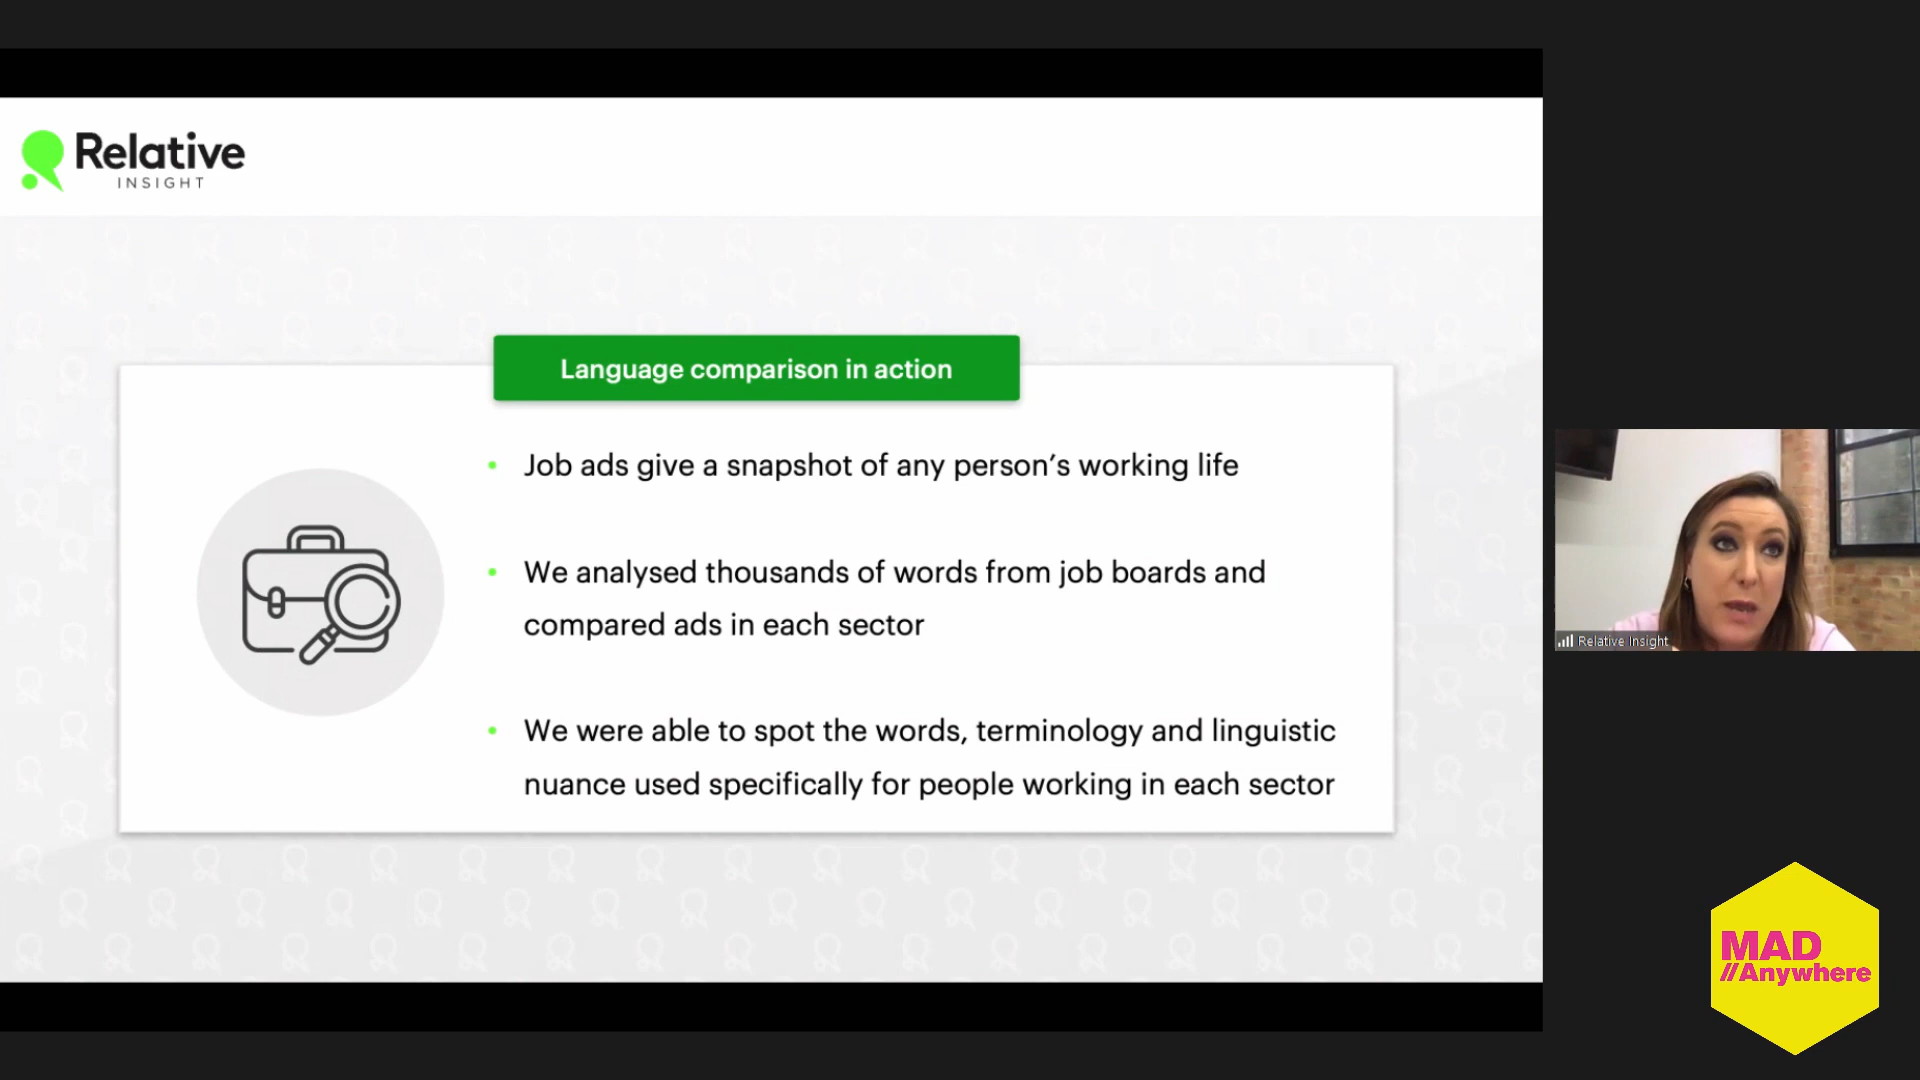 Relative
INSIGHT
Language comparison in action
• Job ads give a snapshot of any person’s working life
• We analysed thousands of words from job boards and
compared ads in each sector
• We were able to spot the words, terminology and linguistic
nuance used specifically for people working in each sector
Relative Insight
MAD
//Anywhere